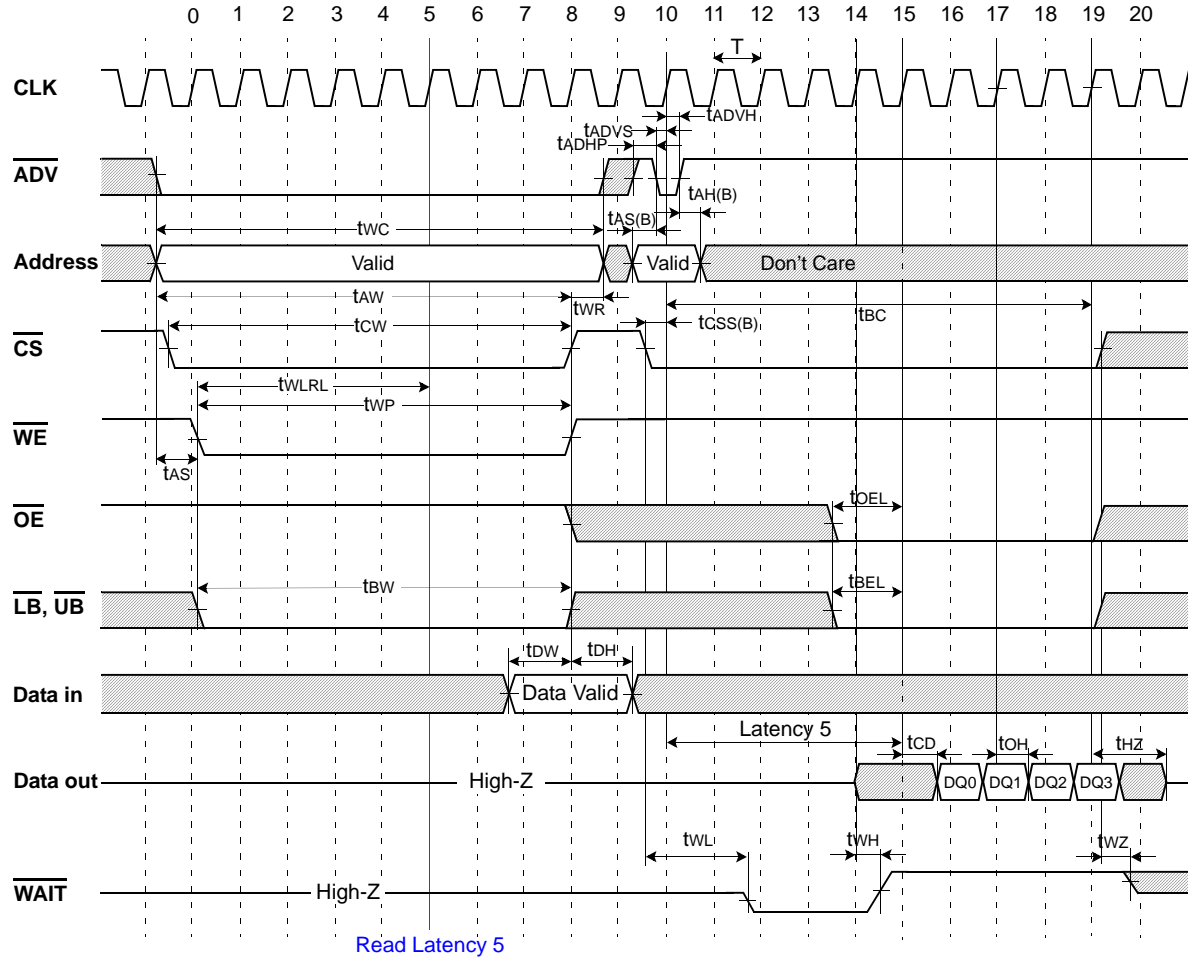 0 1 2 3 4 5 6 7 8 9 10 11 12 13 14 15 16 17 18 19 20
T
CLK
tADVH
tADVS
tADHP
ADV
tAH(B)
tAS(B)
tWC
Address Valid Valid Don't Care
tAW
tWR
tBC
tCW
tCSS(B)
CS
tWLRL
tWP
WE
tAS
tOEL
OE
tBW
tBEL
LB, UB
tDW tDH
Data in Data Valid
Latency 5
tCD tOH tHZ
Data out High-Z DQ0 DQ1 DQ2 DQ3
tWL tWH tWZ
WAIT High-Z
Read Latency 5